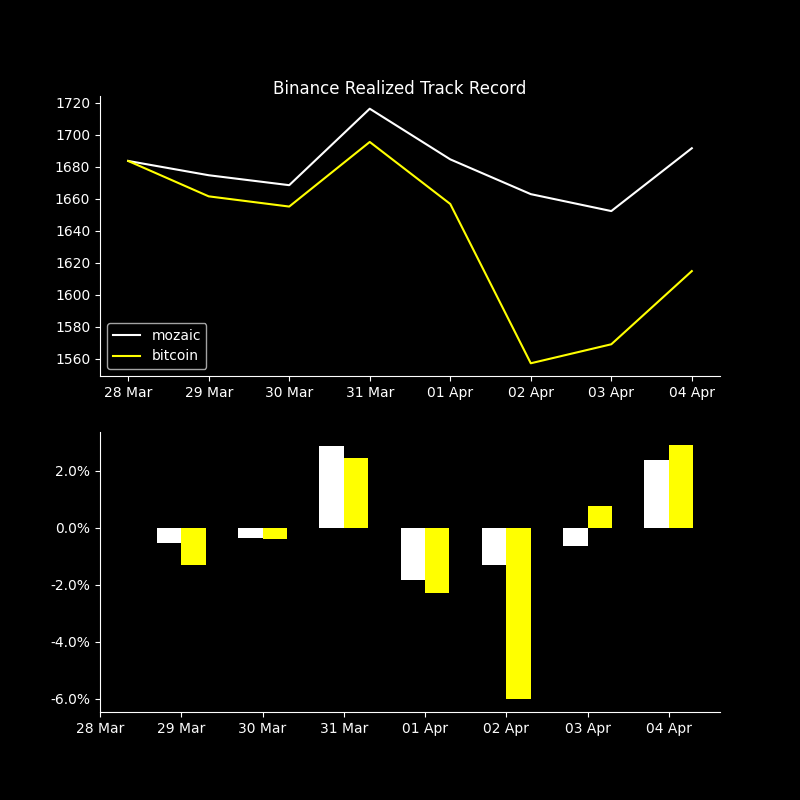 Binance Realized Track Record
1720
1700
1680
1660
1640
1620
1600
1580
1560
mozaic
bitcoin
28 Mar 29 Mar 30 Mar 31 Mar 01 Apr 02 Apr 03 Apr 04 Apr
2.0%
0.0%
-2.0%
-4.0%
-6.0%
28 Mar 29 Mar 30 Mar 31 Mar 01 Apr 02 Apr 03 Apr 04 Apr